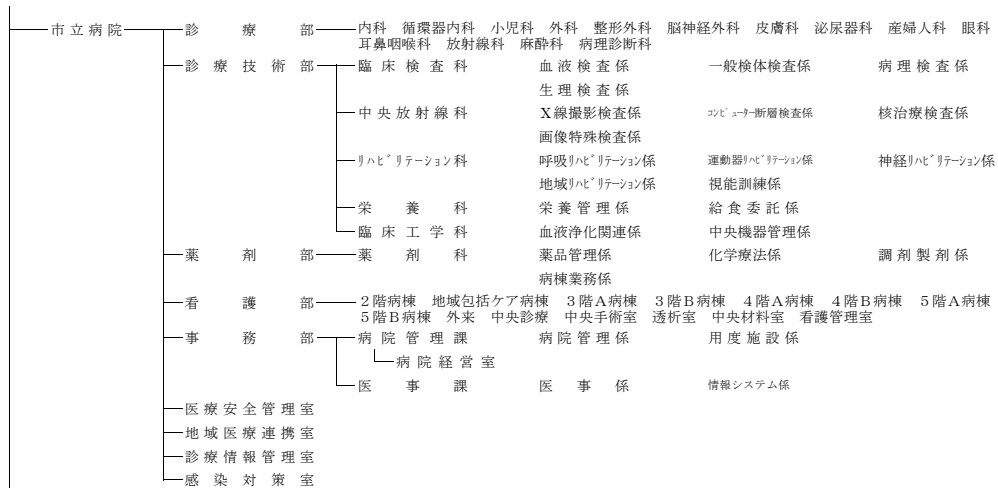 市立病院 診療部 内科 循環器内科 小児科 外科 整形外科 脳神経外科 皮膚科 泌尿器科 産婦人科 眼科
耳鼻咽喉科 放射線科 麻酔科 病理診断科
診療技術部 臨床検査科 血液検査係 一般検体検査係 病理検査係
生理検査係
中央放射線科 X線撮影検査係 コンピューター断層検査係 核治療検査係
画像特殊検査係
リハビリテーション科 呼吸リハビリテーション係 運動器リハビリテーション係 神経リハビリテーション係
地域リハビリテーション係 視能訓練係
栄養科 栄養管理係 給食委託係
臨床工学科 血液浄化関連係 中央機器管理係
薬剤部 薬剤科 薬品管理係 化学療法係 調剤製剤係
病棟業務係
看護部 2階病棟 地域包括ケア病棟 3階A病棟 3階B病棟 4階A病棟 4階B病棟 5階A病棟
5階B病棟 外来 中央診療 中央手術室 透析室 中央材料室 看護管理室
事務部 病院管理課 病院管理係 用度施設係
病院経営室
医事課 医事係 情報システム係
医療安全管理室
地域医療連携室
診療情報管理室
感染対策室